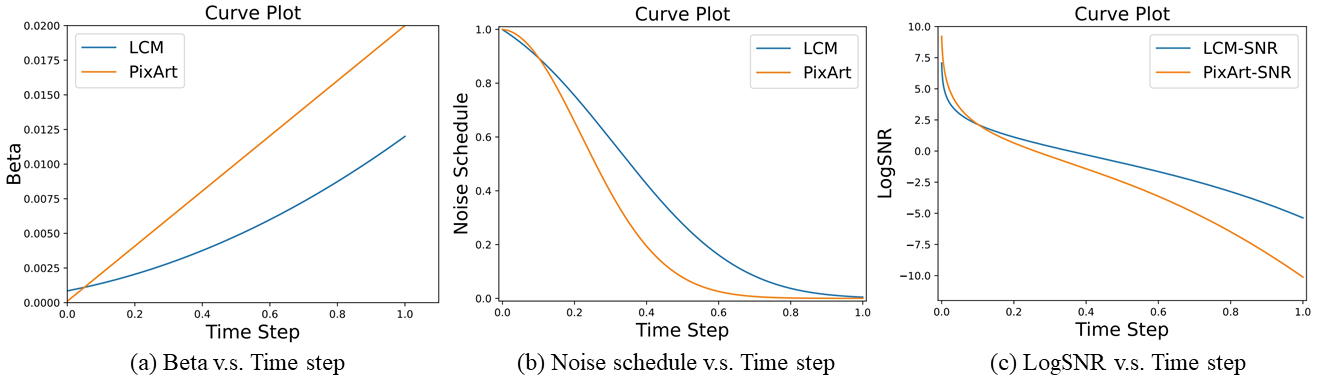 Curve Plot
0.0200
0.0175
0.0150
0.0125
0.0100
0.0075
0.0050
0.0025
0.0000
Beta
LCM
PixArt
0.0 0.2 0.4 0.6 0.8 1.0
Time Step
(a) Beta v.s. Time step
Curve Plot
1.0
0.8
0.6
0.4
0.2
0.0
Noise Schedule
LCM
PixArt
0.0 0.2 0.4 0.6 0.8 1.0
Time Step
(b) Noise schedule v.s. Time step
Curve Plot
10.0
7.5
5.0
2.5
0.0
−2.5
−5.0
−7.5
−10.0
LogSNR
LCM-SNR
PixArt-SNR
0.0 0.2 0.4 0.6 0.8 1.0
Time Step
(c) LogSNR v.s. Time step